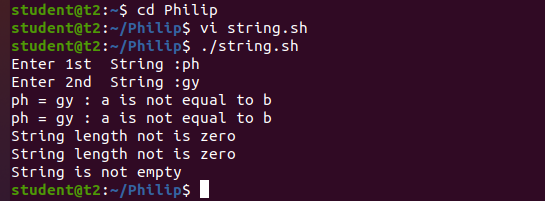 student@t2:~$ cd Philip
student@t2:~/Philip$ vi string.sh
student@t2:~/Philip$ ./string.sh
Enter 1st  String :ph
Enter 2nd  String :gy
ph = gy : a is not equal to b
ph = gy : a is not equal to b
String length not is zero
String length not is zero
String is not empty
student@t2:~/Philip$